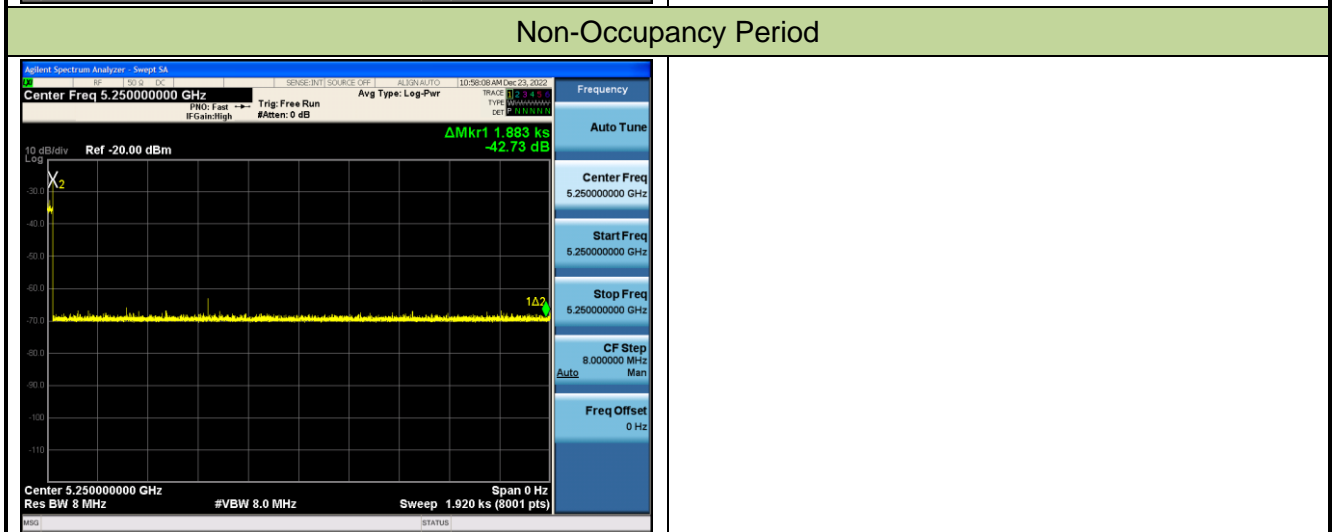 Non-Occupancy Period
Agilent Spectrum Analyzer - Swept SA
RF 50 Ω DC SENSE:INT SOURCE OFF ALIGN AUTO 10:58:08 AM Dec 23, 2022
Center Freq 5.250000000 GHz
PNO: Fast
IFGain:High
Trig: Free Run
#Atten: 0 dB
Avg Type: Log-Pwr
TRACE 1 2 3 4 5 6
TYPE
DET P N N N N N
ΔMkr1 1.883 ks
-42.73 dB
10 dB/div Ref -20.00 dBm
Log
2
-30.0
-40.0
-50.0
-60.0
1Δ2
-70.0
-80.0
-90.0
-100
-110
Center 5.250000000 GHz
Span 0 Hz
Res BW 8 MHz
#VBW 8.0 MHz
Sweep 1.920 ks (8001 pts)
MSG
STATUS
Frequency
Auto Tune
Center Freq
5.250000000 GHz
Start Freq
5.250000000 GHz
Stop Freq
5.250000000 GHz
CF Step
8.000000 MHz
Auto Man
Freq Offset
0 Hz